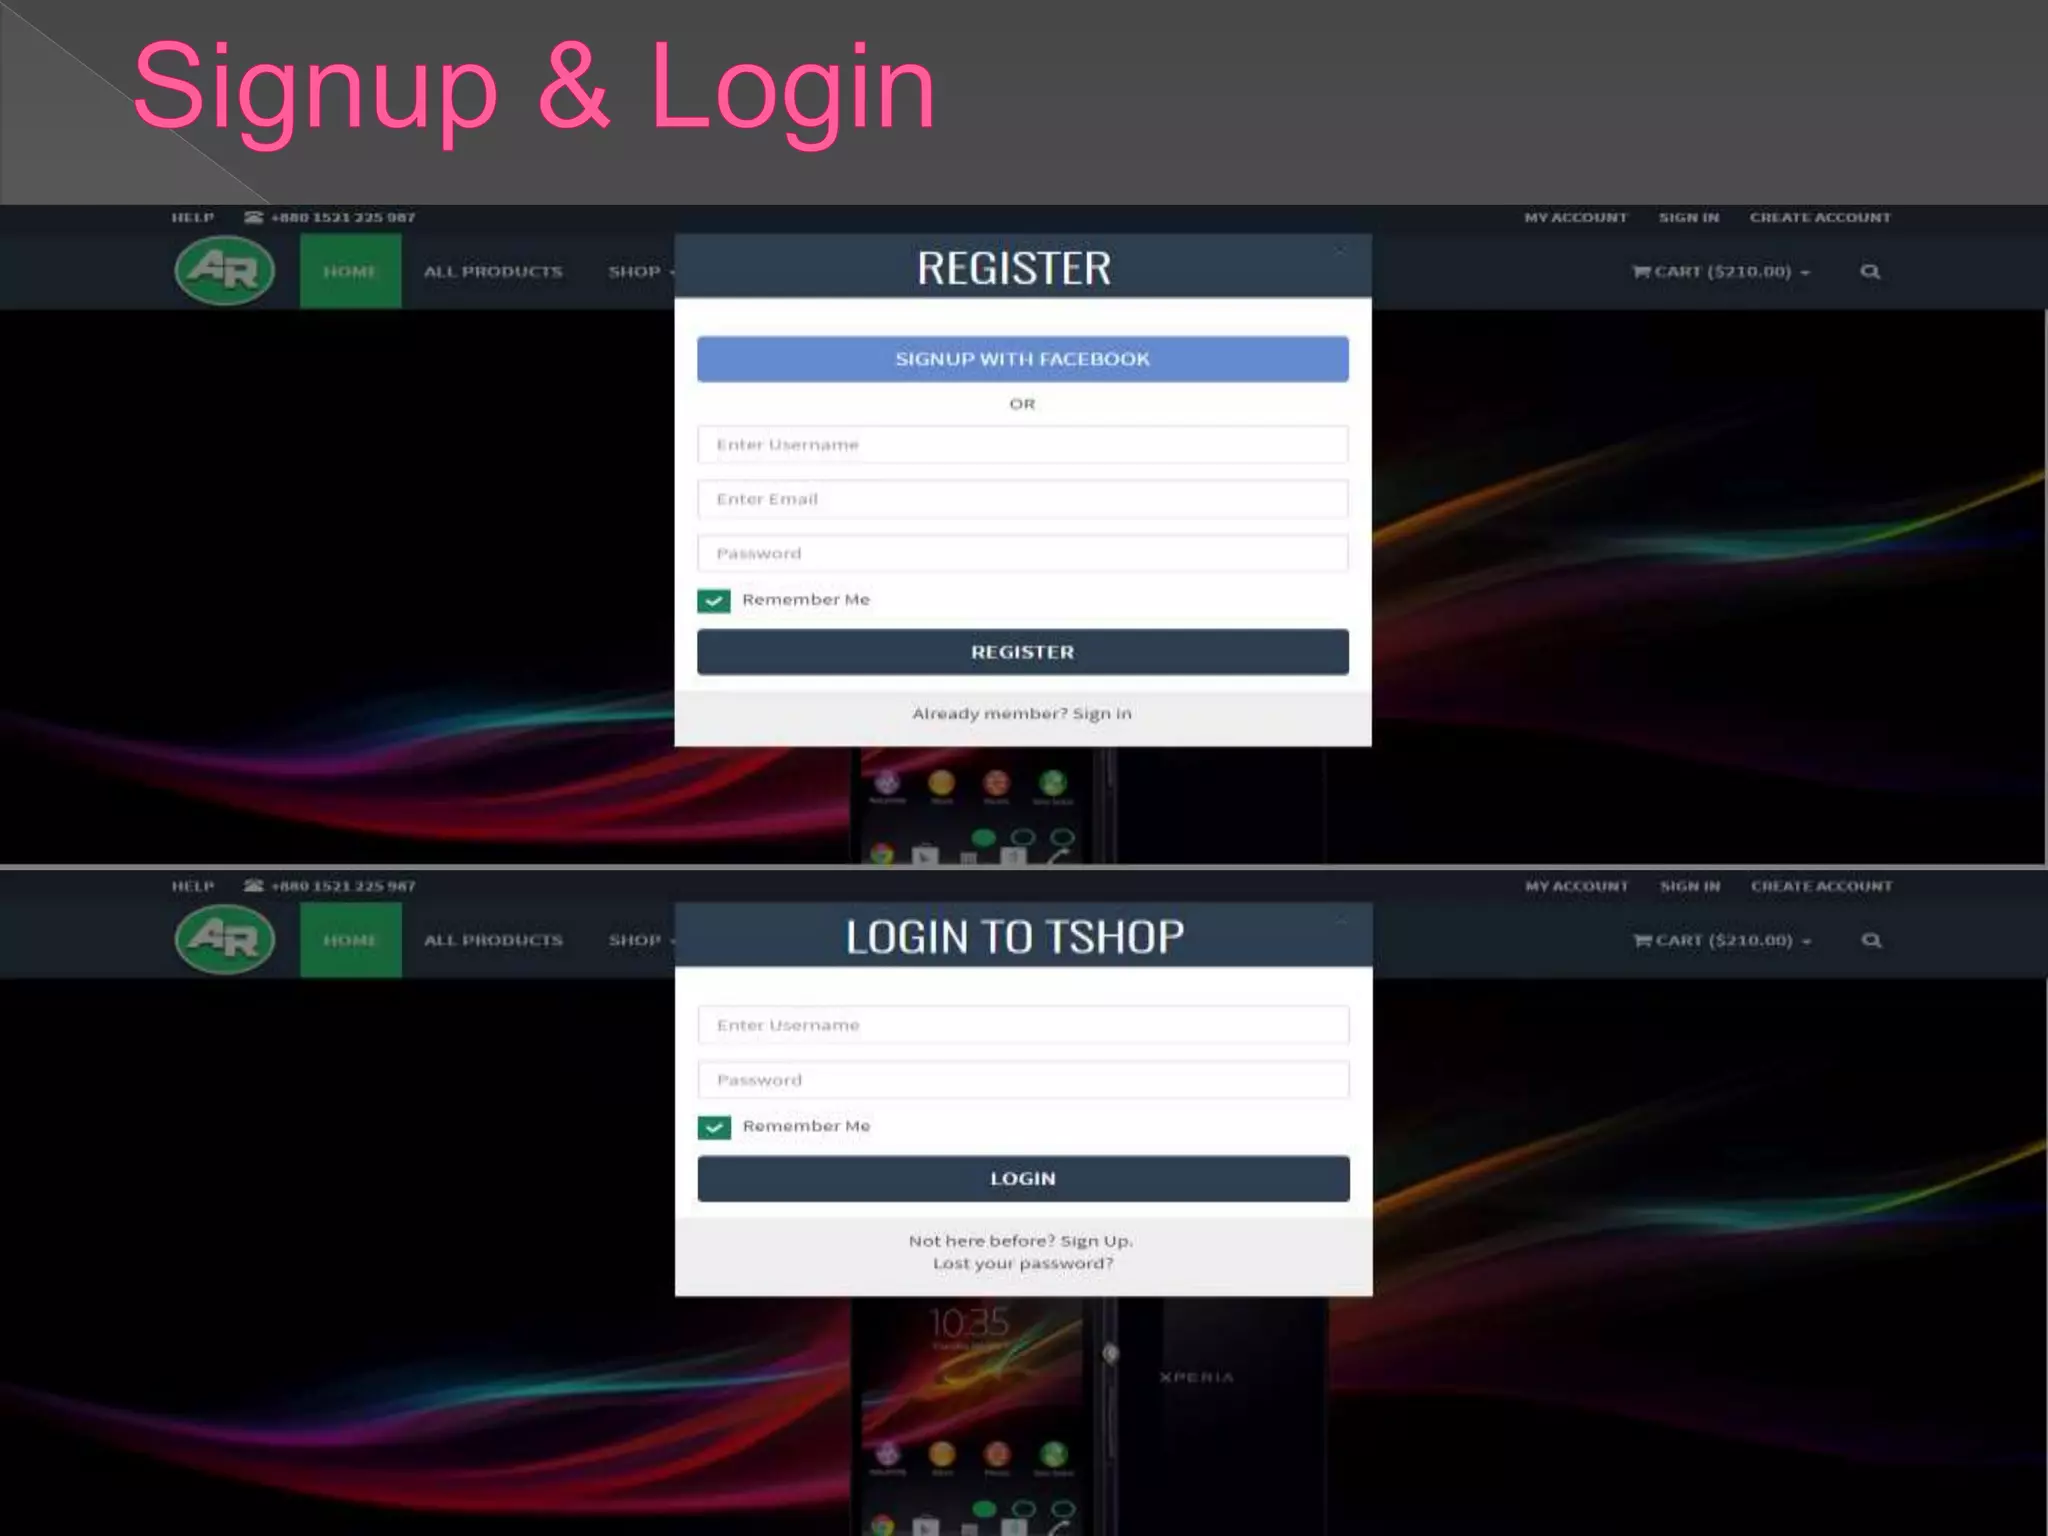 Signup & Login
HELP +880 1521 225 987 MY ACCOUNT SIGN IN CREATE ACCOUNT
AR HOME ALL PRODUCTS SHOP CART ($210.00)
REGISTER
SIGNUP WITH FACEBOOK
OR
Enter Username
Enter Email
Password
Remember Me
REGISTER
Already member? Sign in
HELP +880 1521 225 987 MY ACCOUNT SIGN IN CREATE ACCOUNT
AR HOME ALL PRODUCTS SHOP CART ($210.00)
LOGIN TO TSHOP
Enter Username
Password
Remember Me
LOGIN
Not here before? Sign Up.
Lost your password?
10:35
XPERIA